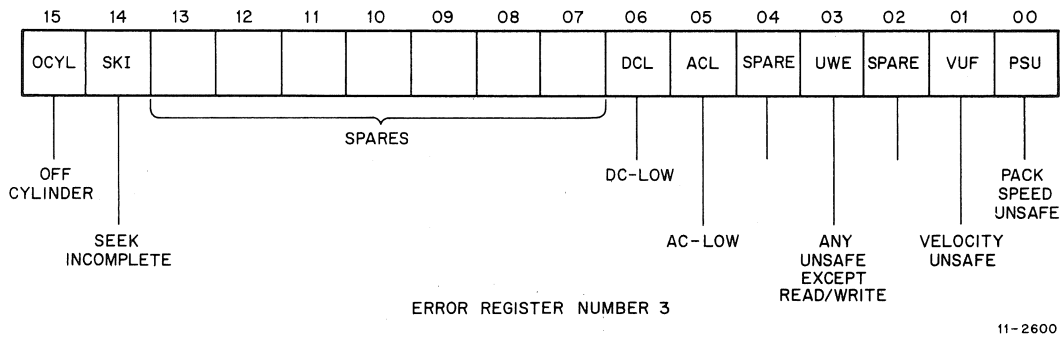 15 14 13 12 11 10 09 08 07 06 05 04 03 02 01 00
OCYL SKI DCL ACL SPARE UWE SPARE VUF PSU
SPARES
OFF
CYLINDER
SEEK
INCOMPLETE
DC-LOW
AC-LOW
ANY
UNSAFE
EXCEPT
READ/WRITE
VELOCITY
UNSAFE
PACK
SPEED
UNSAFE
ERROR REGISTER NUMBER 3
11-2600